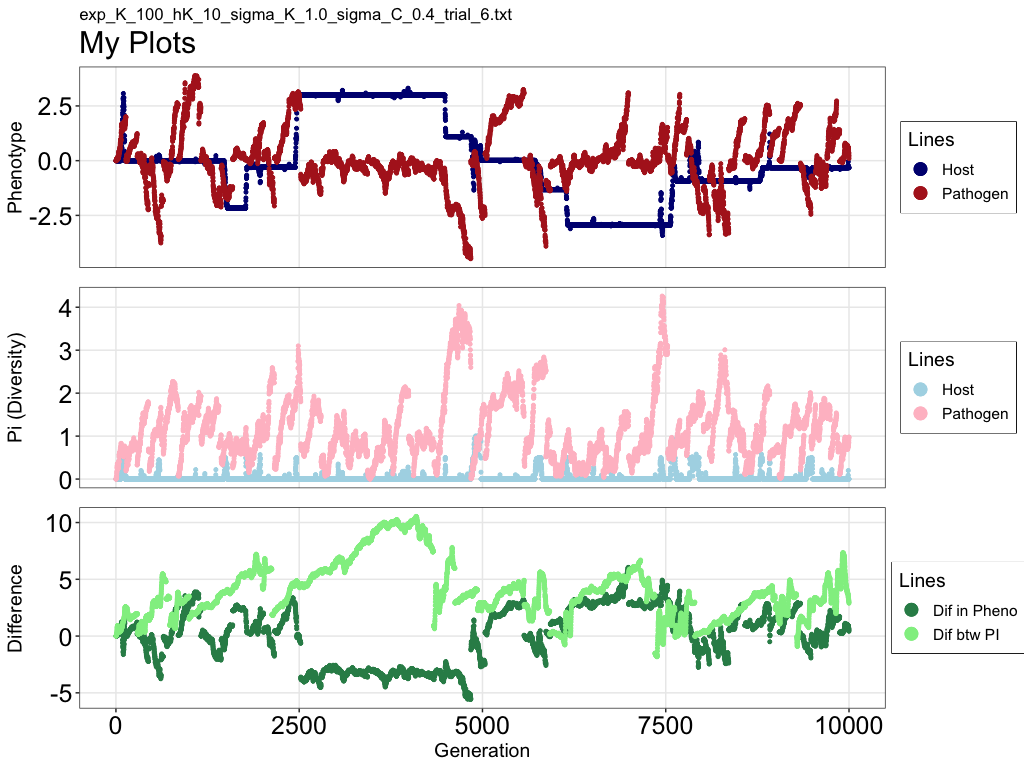 exp_K_100_hK_10_sigma_K_1.0_sigma_C_0.4_trial_6.txt
My Plots
Phenotype
2.5
0.0
-2.5
Lines
Host
Pathogen
Pi (Diversity)
4
3
2
1
0
Lines
Host
Pathogen
Difference
10
5
0
-5
Lines
Dif in Pheno
Dif btw PI
0 2500 5000 7500 10000
Generation